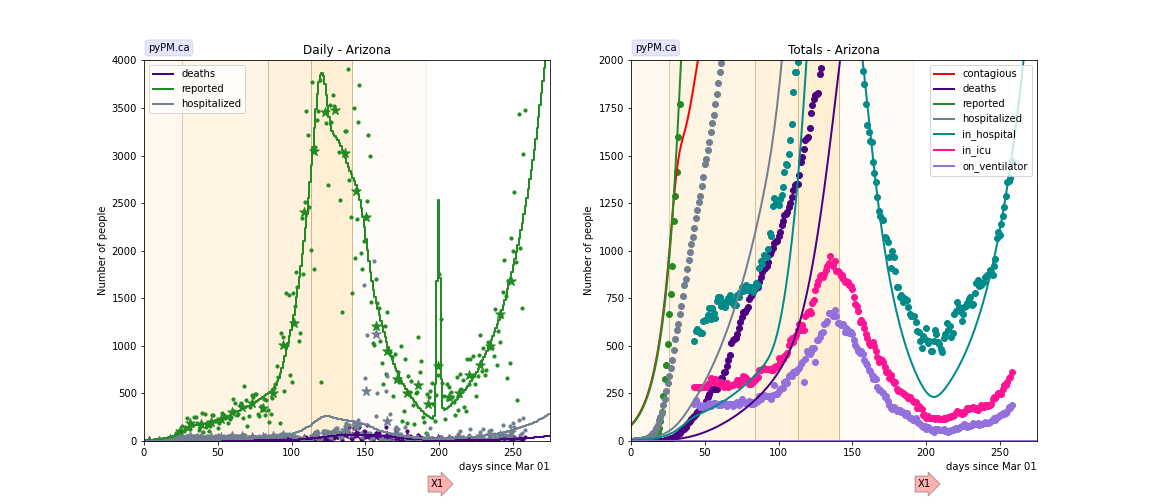 pyPM.ca
Daily - Arizona
4000
3500
3000
2500
2000
1500
1000
500
0
Number of people
deaths
reported
hospitalized
0
50
100
150
200
250
days since Mar 01
X1
pyPM.ca
Totals - Arizona
2000
1750
1500
1250
1000
750
500
250
0
Number of people
contagious
deaths
reported
hospitalized
in_hospital
in_icu
on_ventilator
0
50
100
150
200
250
days since Mar 01
X1